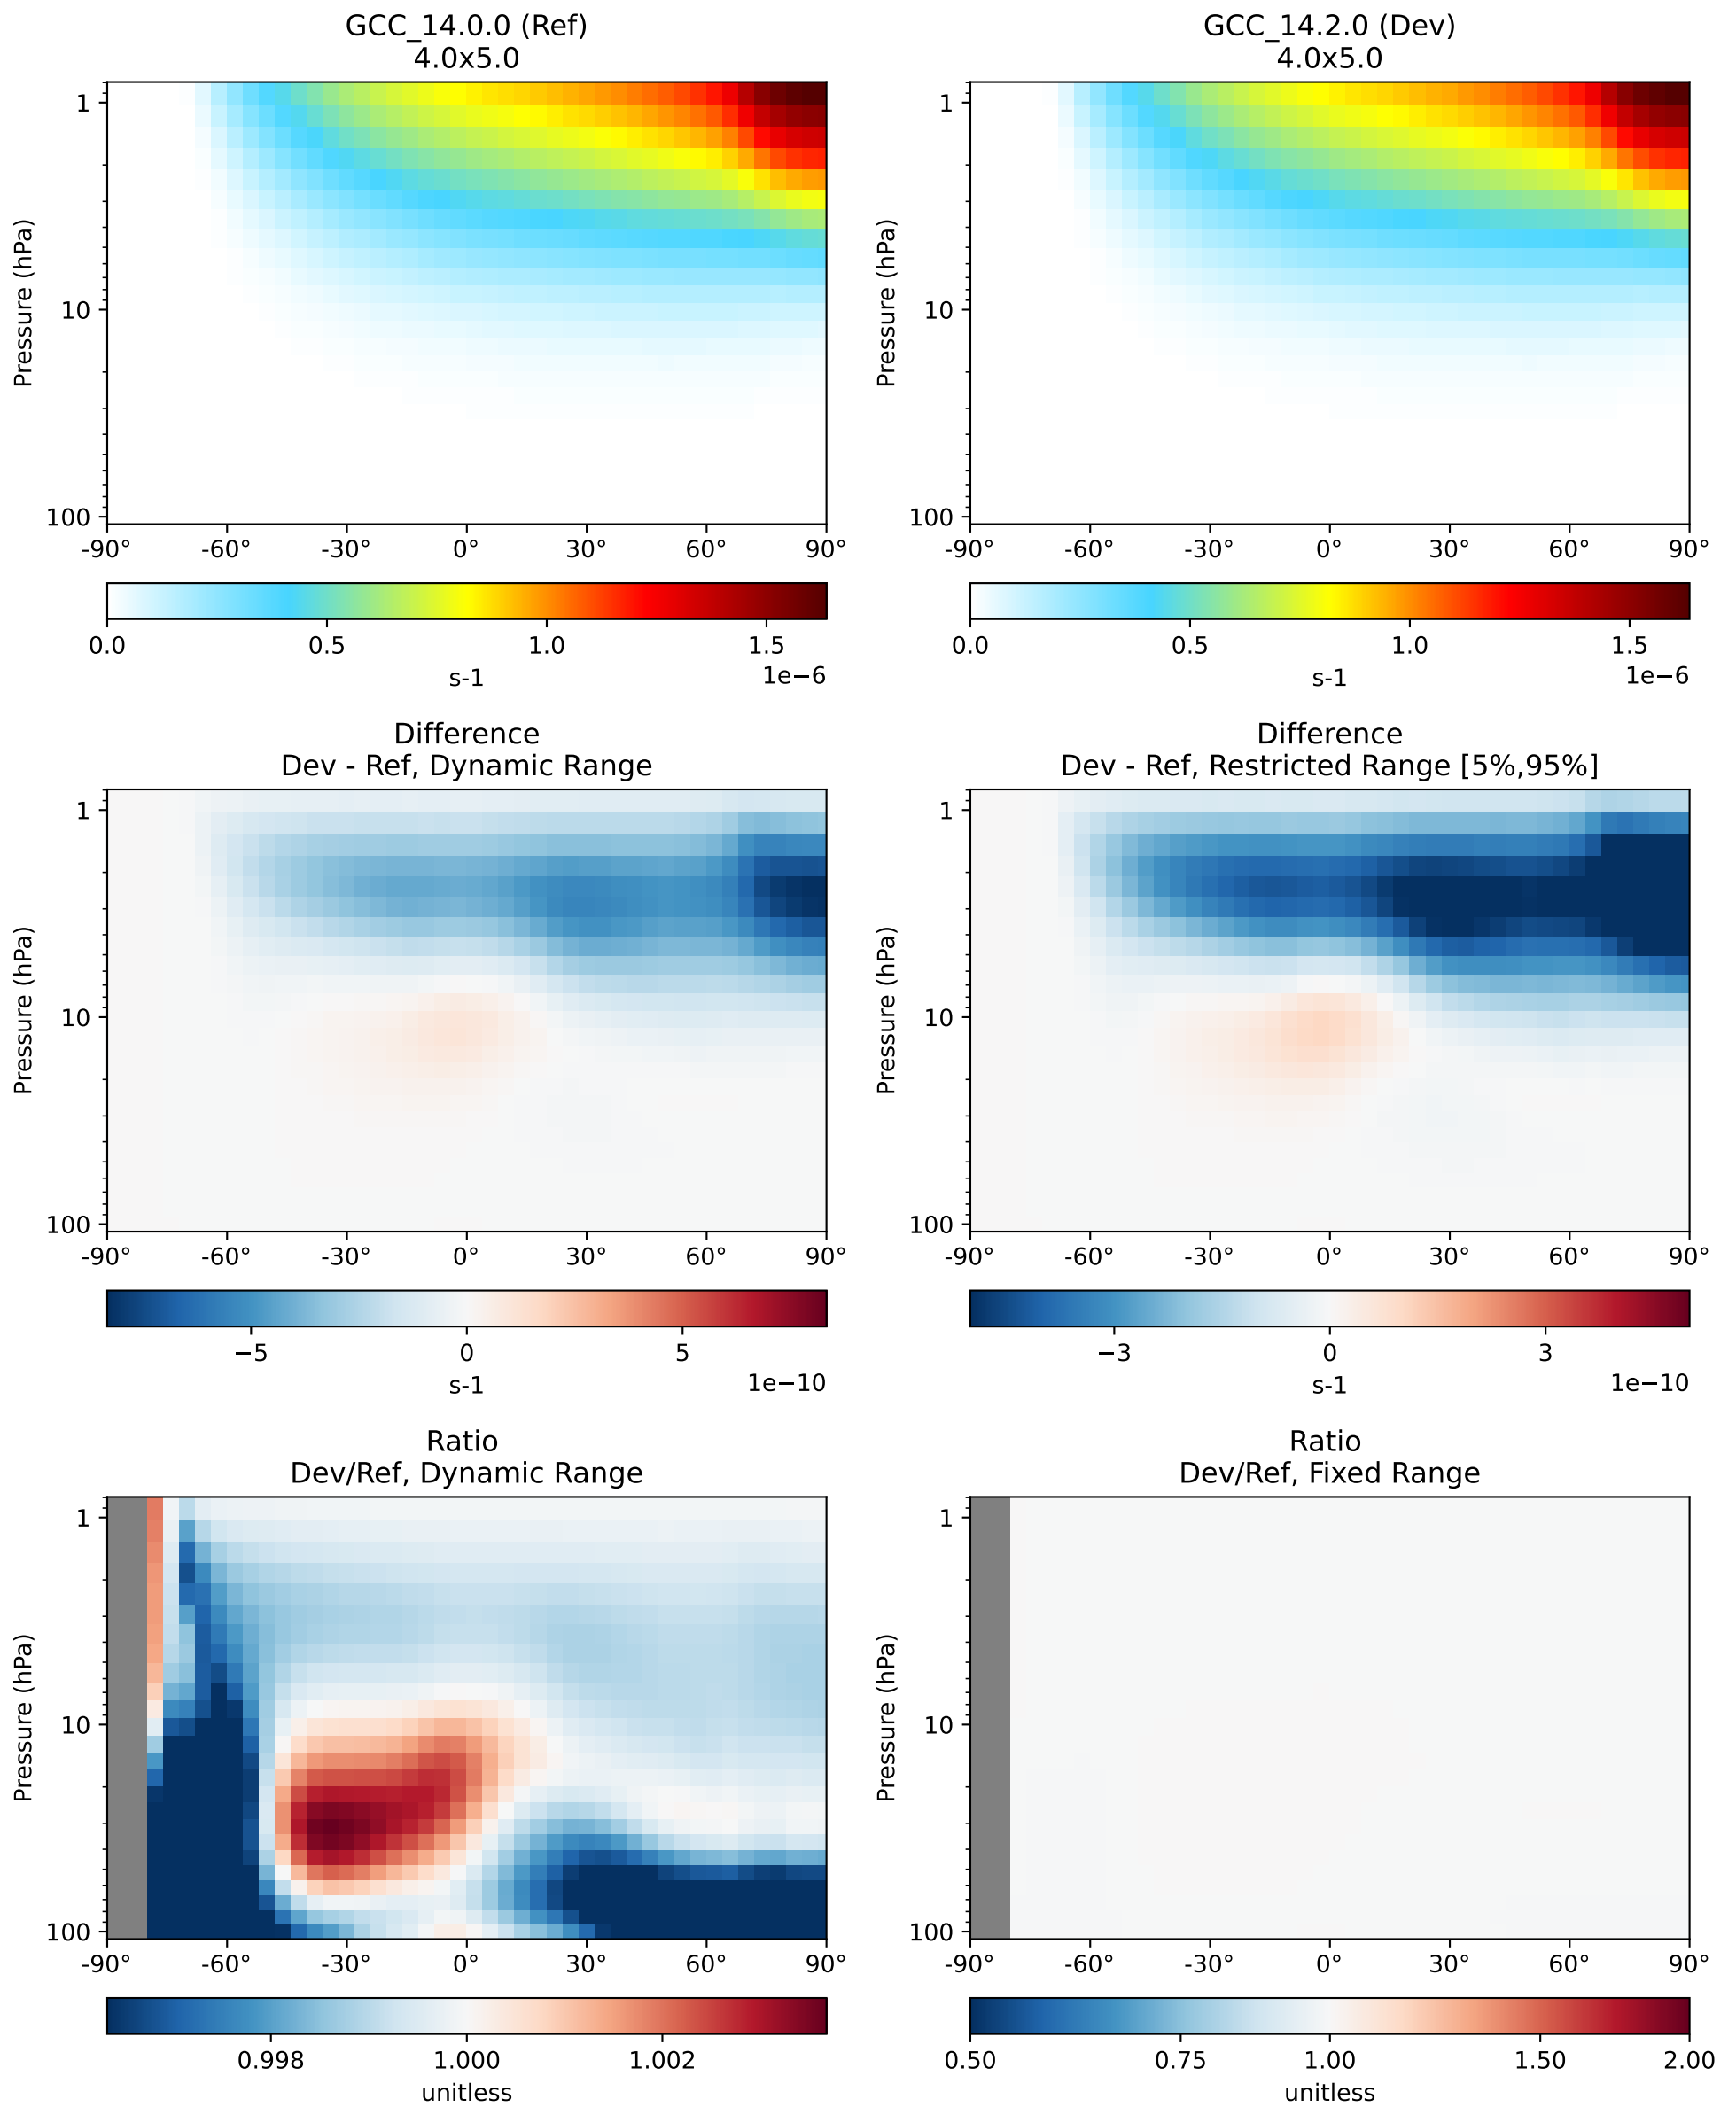 GCC_14.0.0 (Ref)
4.0x5.0
GCC_14.2.0 (Dev)
4.0x5.0
Pressure (hPa)
1
10
100
-90° -60° -30° 0° 30° 60° 90°
0.0 0.5 1.0 1.5
s-1
1e−6
Pressure (hPa)
1
10
100
-90° -60° -30° 0° 30° 60° 90°
0.0 0.5 1.0 1.5
s-1
1e−6
Difference
Dev - Ref, Dynamic Range
Difference
Dev - Ref, Restricted Range [5%,95%]
Pressure (hPa)
1
10
100
-90° -60° -30° 0° 30° 60° 90°
−5 0 5
s-1
1e−10
Pressure (hPa)
1
10
100
-90° -60° -30° 0° 30° 60° 90°
−3 0 3
s-1
1e−10
Ratio
Dev/Ref, Dynamic Range
Ratio
Dev/Ref, Fixed Range
Pressure (hPa)
1
10
100
-90° -60° -30° 0° 30° 60° 90°
0.998 1.000 1.002
unitless
Pressure (hPa)
1
10
100
-90° -60° -30° 0° 30° 60° 90°
0.50 0.75 1.00 1.50 2.00
unitless